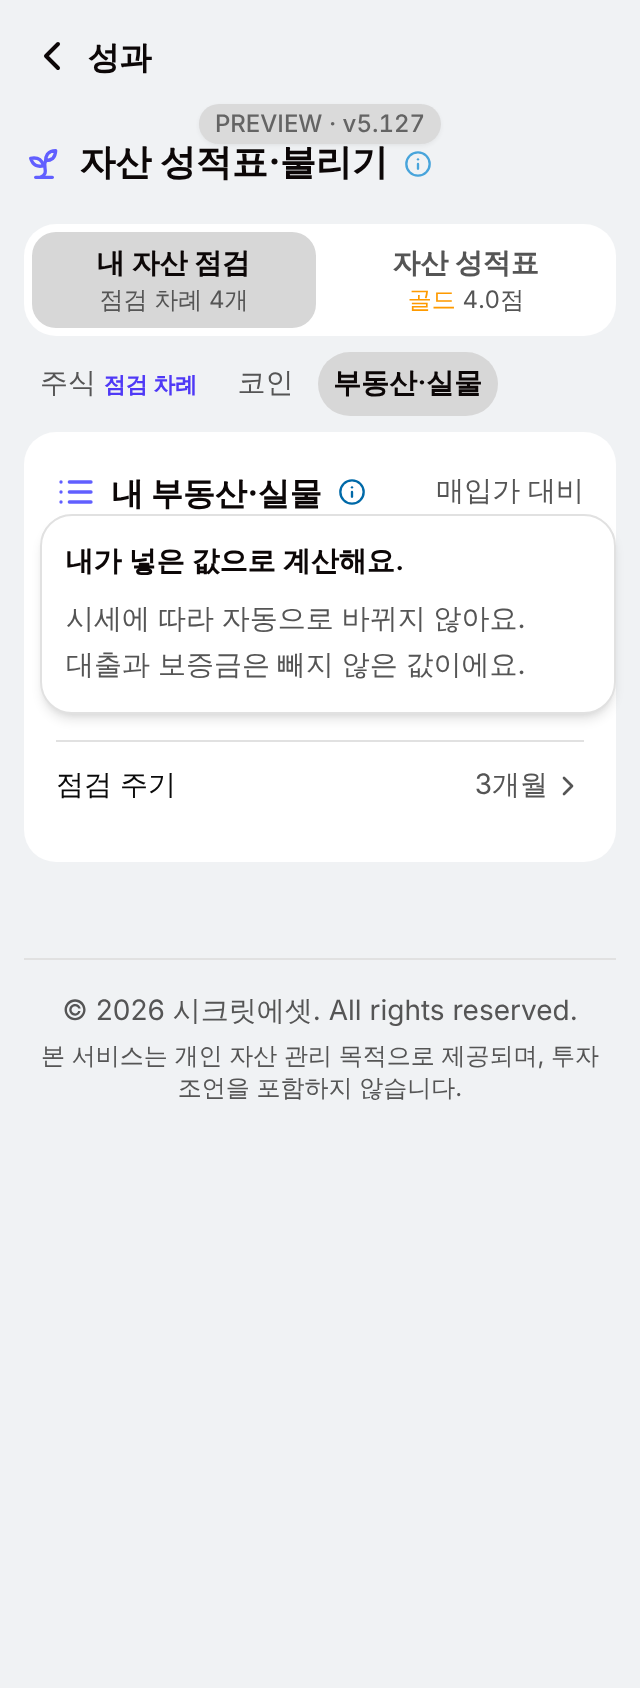 성과
PREVIEW · v5.127
자산 성적표·불리기
내 자산 점검
점검 차례 4개
자산 성적표
골드 4.0점
주식 점검 차례
코인
부동산·실물
내 부동산·실물
매입가 대비
내가 넣은 값으로 계산해요.
시세에 따라 자동으로 바뀌지 않아요.
대출과 보증금은 빼지 않은 값이에요.
점검 주기
3개월
© 2026 시크릿에셋. All rights reserved.
본 서비스는 개인 자산 관리 목적으로 제공되며, 투자
조언을 포함하지 않습니다.